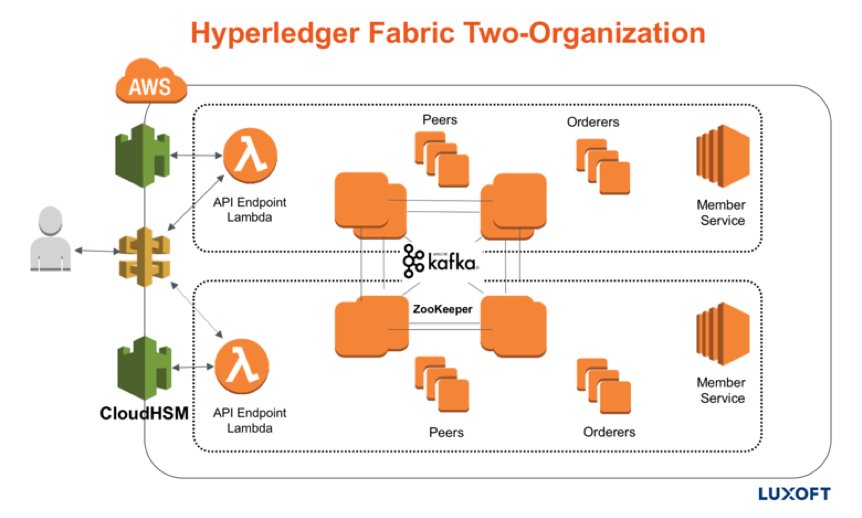 Hyperledger Fabric Two-Organization
AWS
Peers
Orderers
API Endpoint
Lambda
Member
Service
APACHE
kafka
ZooKeeper
CloudHSM
API Endpoint
Lambda
Peers
Orderers
Member
Service
LUXOFT